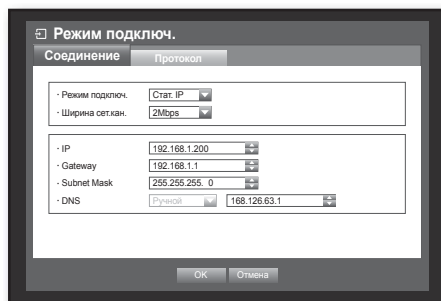 Режим подключ.
Соединение Протокол
· Режим подключ. Стат. IP
· Ширина сет.кан. 2Mbps
· IP 192.168.1.200
· Gateway 192.168.1.1
· Subnet Mask 255.255.255. 0
· DNS Ручной 168.126.63.1
OK Отмена